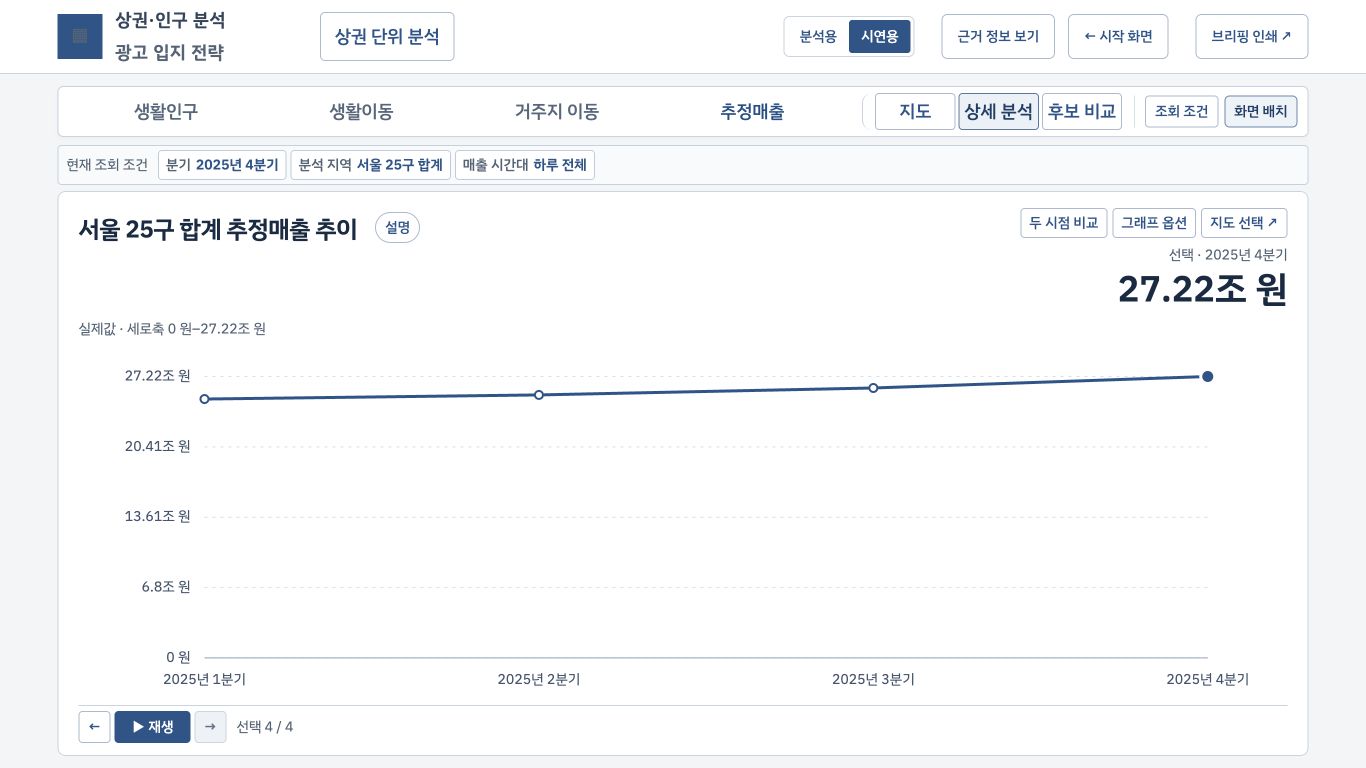 상권·인구 분석
광고 입지 전략
상권 단위 분석
분석용
시연용
근거 정보 보기
← 시작 화면
브리핑 인쇄 ↗
생활인구
생활이동
거주지 이동
추정매출
지도
상세 분석
후보 비교
조회 조건
화면 배치
현재 조회 조건
분기 2025년 4분기
분석 지역 서울 25구 합계
매출 시간대 하루 전체
서울 25구 합계 추정매출 추이
설명
두 시점 비교
그래프 옵션
지도 선택 ↗
선택 · 2025년 4분기
27.22조 원
실제값 · 세로축 0 원–27.22조 원
27.22조 원
20.41조 원
13.61조 원
6.8조 원
0 원
2025년 1분기
2025년 2분기
2025년 3분기
2025년 4분기
←
▶ 재생
→
선택 4 / 4